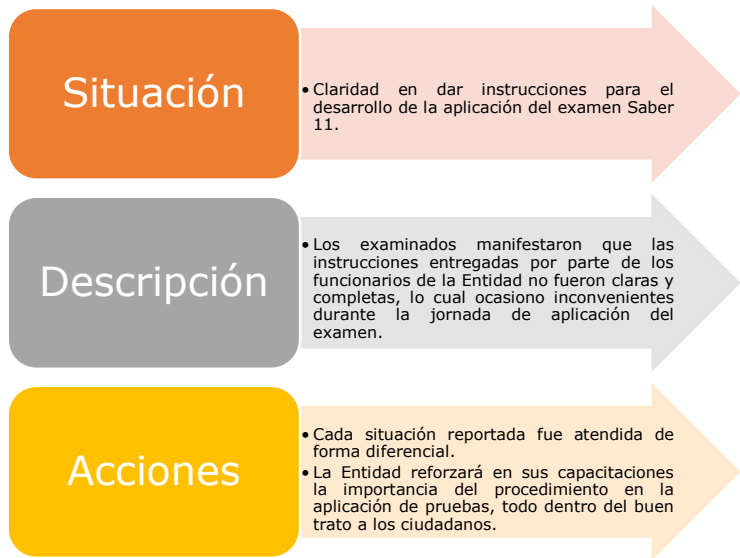 Situación
• Claridad en dar instrucciones para el
desarrollo de la aplicación del examen Saber
11.
Descripción
• Los examinados manifestaron que las
instrucciones entregadas por parte de los
funcionarios de la Entidad no fueron claras y
completas, lo cual ocasiono inconvenientes
durante la jornada de aplicación del
examen.
Acciones
• Cada situación reportada fue atendida de
forma diferencial.
• La Entidad reforzará en sus capacitaciones
la importancia del procedimiento en la
aplicación de pruebas, todo dentro del buen
trato a los ciudadanos.